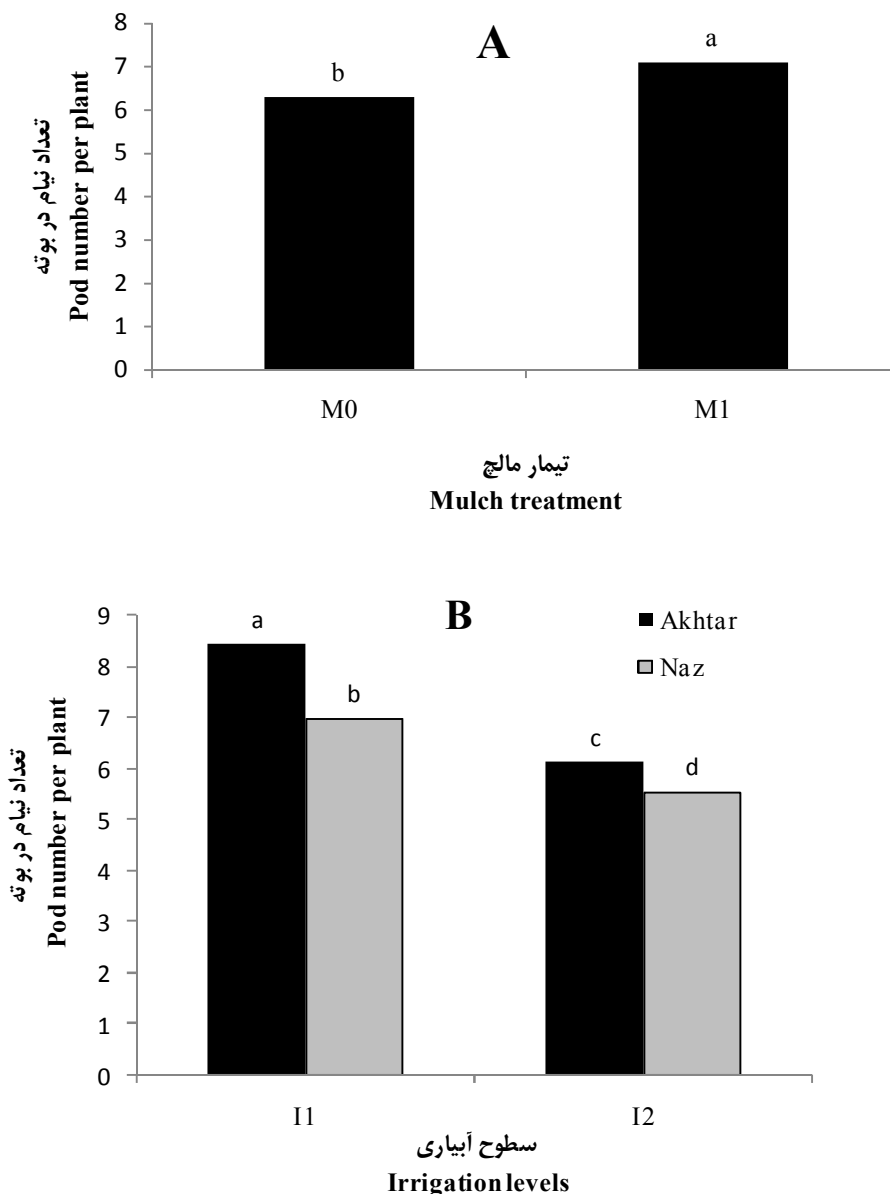 A
8
7
6
5
4
3
2
1
0
b
a
تعداد نیام در بوته
Pod number per plant
M0 M1
تیمار مالچ
Mulch treatment
B
9
8
7
6
5
4
3
2
1
0
a
b
c
d
Akhtar
Naz
تعداد نیام در بوته
Pod number per plant
I1 I2
سطوح آبیاری
Irrigation levels